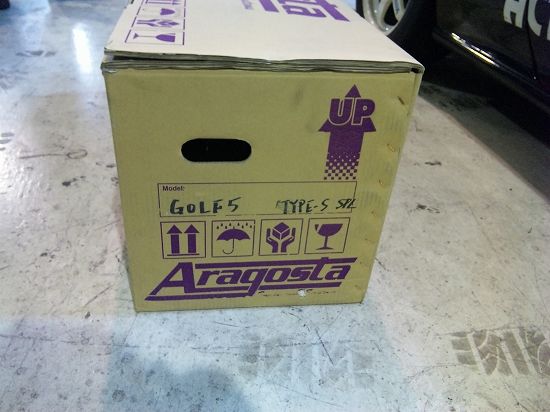 UP
Model:
GOLF5 TYPE-S SPL
Aragosta